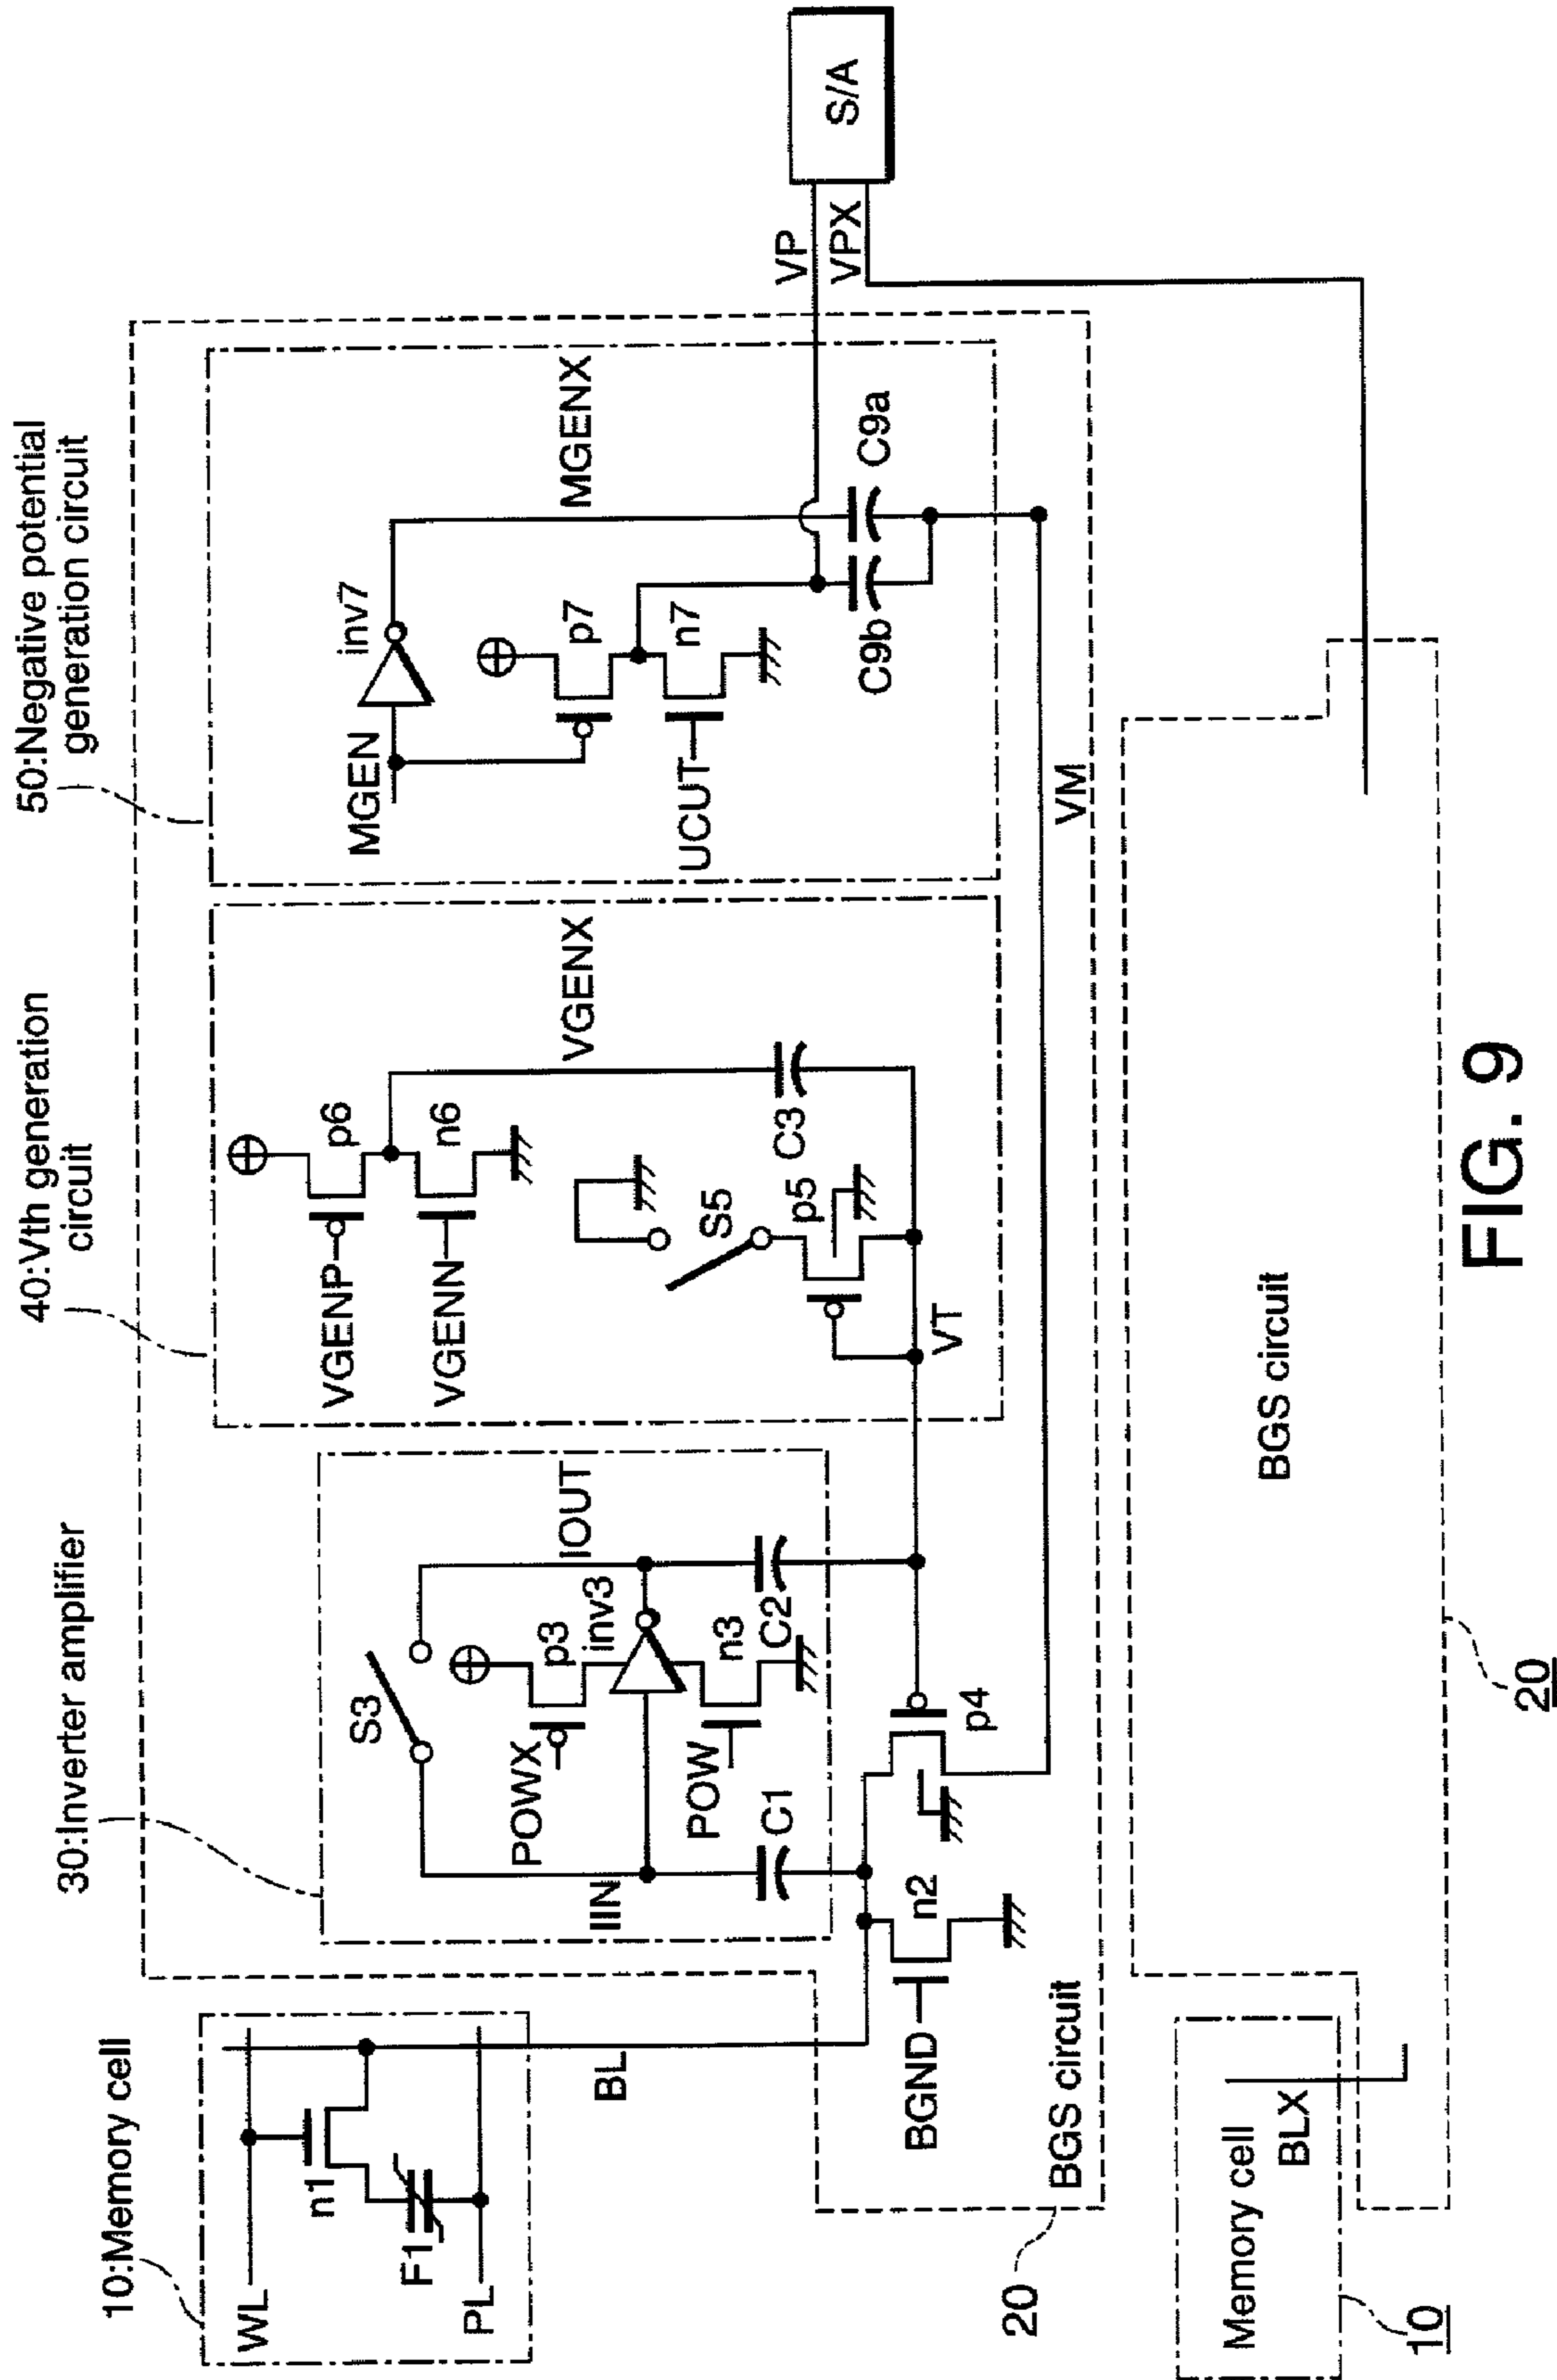 10:Memory cell
WL
n1
F1
PL
BL
30:Inverter amplifier
S3
IOUT
POWX
p3
inv3
POW
n3
IIN
C1
C2
BGND
n2
p4
BGS circuit
20
40:Vth generation
circuit
VGENP
p6
VGENN
n6
VGENX
S5
p5
C3
VT
50:Negative potential
generation circuit
MGEN
inv7
p7
MGENX
UCUT
n7
C9b
C9a
VM
VP
VPX
S/A
Memory cell
BLX
10
BGS circuit
20
FIG. 9